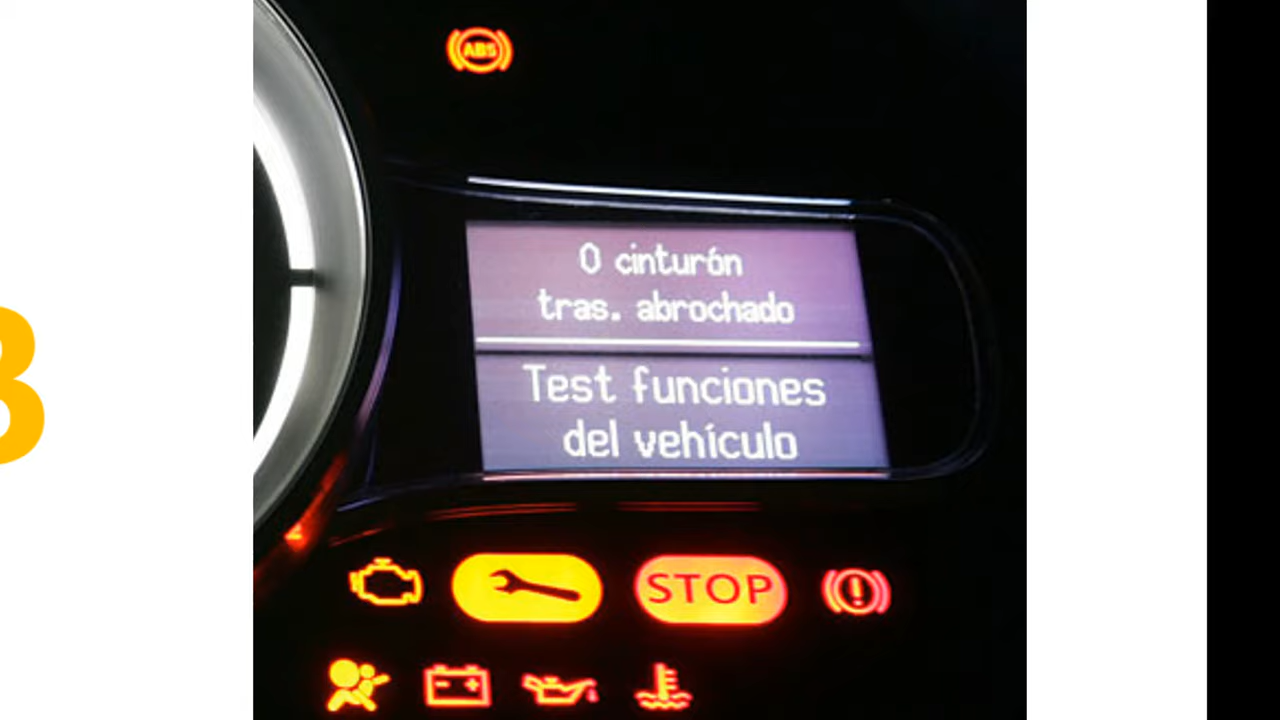 ABS
0 cinturón
tras. abrochado
Test funciones
del vehículo
STOP